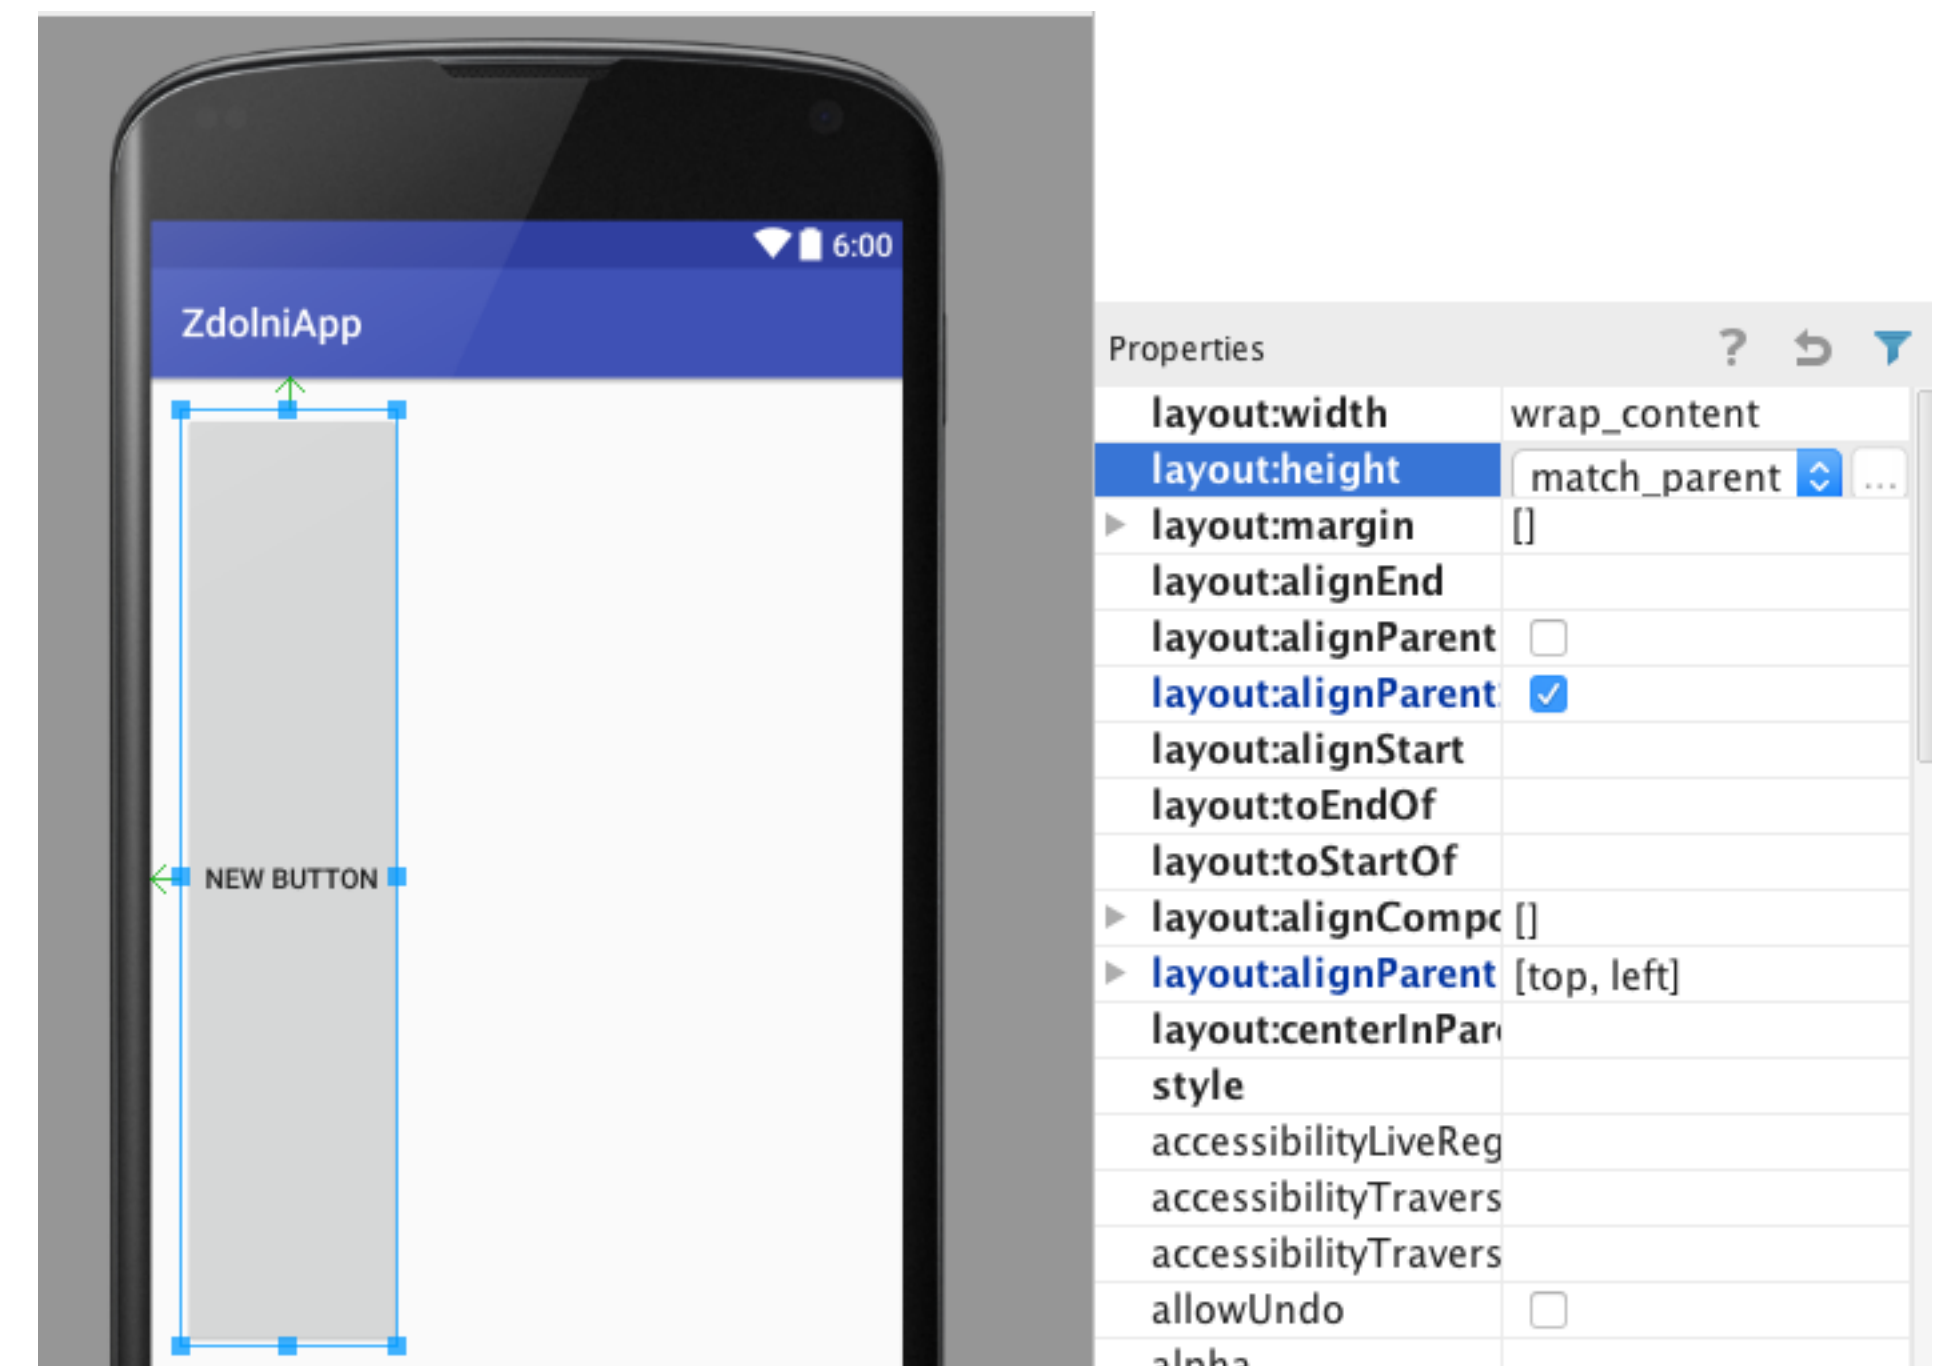 6:00
ZdolniApp
NEW BUTTON
Properties ?
layout:width wrap_content
layout:height match_parent ...
layout:margin []
layout:alignEnd
layout:alignParent
layout:alignParent
layout:alignStart
layout:toEndOf
layout:toStartOf
layout:alignCompo []
layout:alignParent [top, left]
layout:centerInPare
style
accessibilityLiveReg
accessibilityTravers
accessibilityTravers
allowUndo
alpha